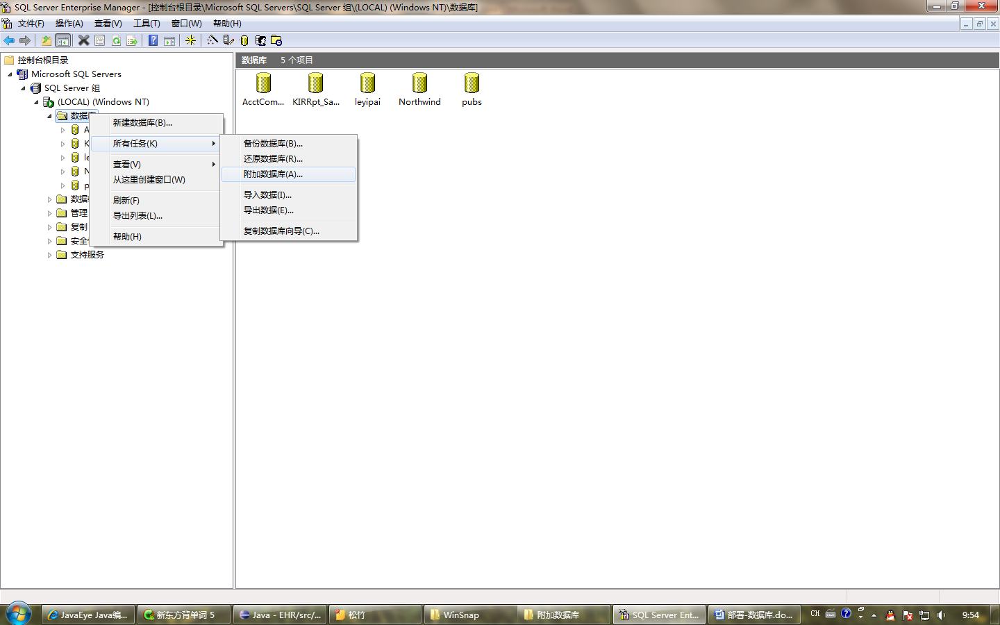 SQL Server Enterprise Manager - [控制台根目录\Microsoft SQL Servers\SQL Server 组\(LOCAL) (Windows NT)\数据库]
文件(F) 操作(A) 查看(V) 工具(T) 窗口(W) 帮助(H)
控制台根目录
Microsoft SQL Servers
SQL Server 组
(LOCAL) (Windows NT)
数据库
A
K
le
N
p
数据
管理
复制
安全
支持服务
新建数据库(B)...
所有任务(K)
查看(V)
从这里创建窗口(W)
刷新(F)
导出列表(L)...
帮助(H)
备份数据库(B)...
还原数据库(R)...
附加数据库(A)...
导入数据(I)...
导出数据(E)...
复制数据库向导(C)...
数据库 5 个项目
AcctCom... KIRRpt_Sa... leyipai Northwind pubs
JavaEye Java编... 新东方背单词 5 Java - EHR/src/... 松竹 WinSnap 附加数据库 SQL Server Ent... 部署-数据库.do... CH 9:54